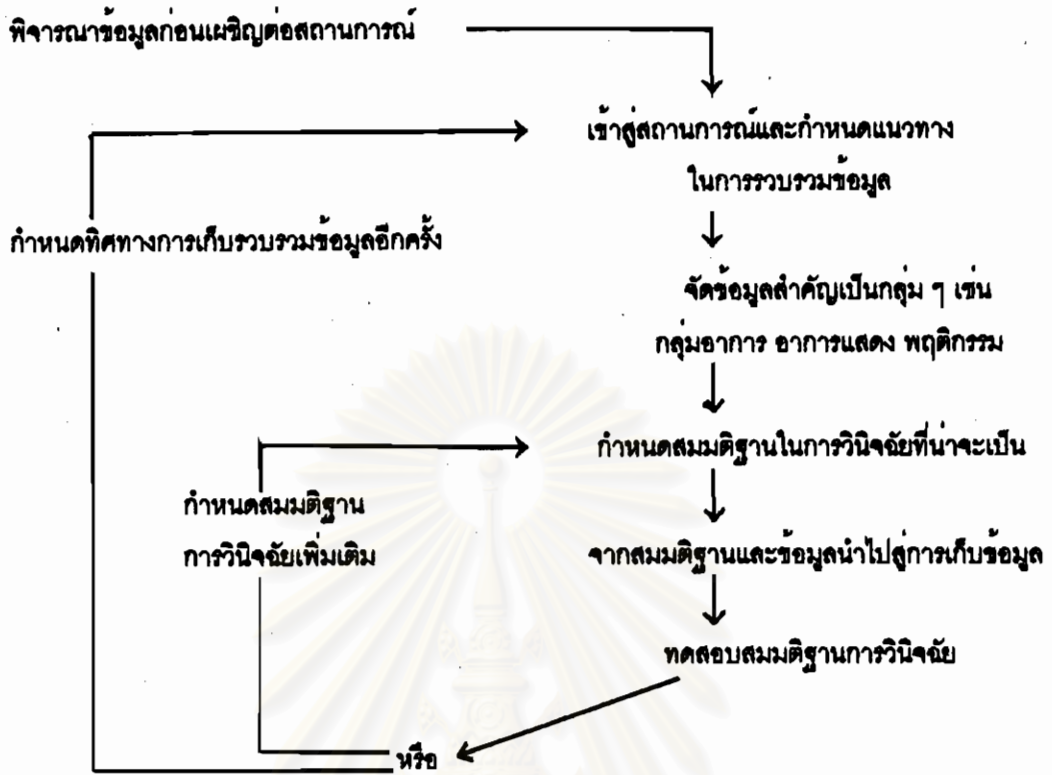 พิจารณาข้อมูลก่อนเผชิญต่อสถานการณ์
เข้าสู่สถานการณ์และกำหนดแนวทาง
ในการรวบรวมข้อมูล
กำหนดทิศทางการเก็บรวบรวมข้อมูลอีกครั้ง
จัดข้อมูลสำคัญเป็นกลุ่ม ๆ เช่น
กลุ่มอาการ อาการแสดง พฤติกรรม
กำหนดสมมติฐานในการวินิจฉัยที่น่าจะเป็น
กำหนดสมมติฐาน
การวินิจฉัยเพิ่มเติม
จากสมมติฐานและข้อมูลนำไปสู่การเก็บข้อมูล
ทดสอบสมมติฐานการวินิจฉัย
หรือ